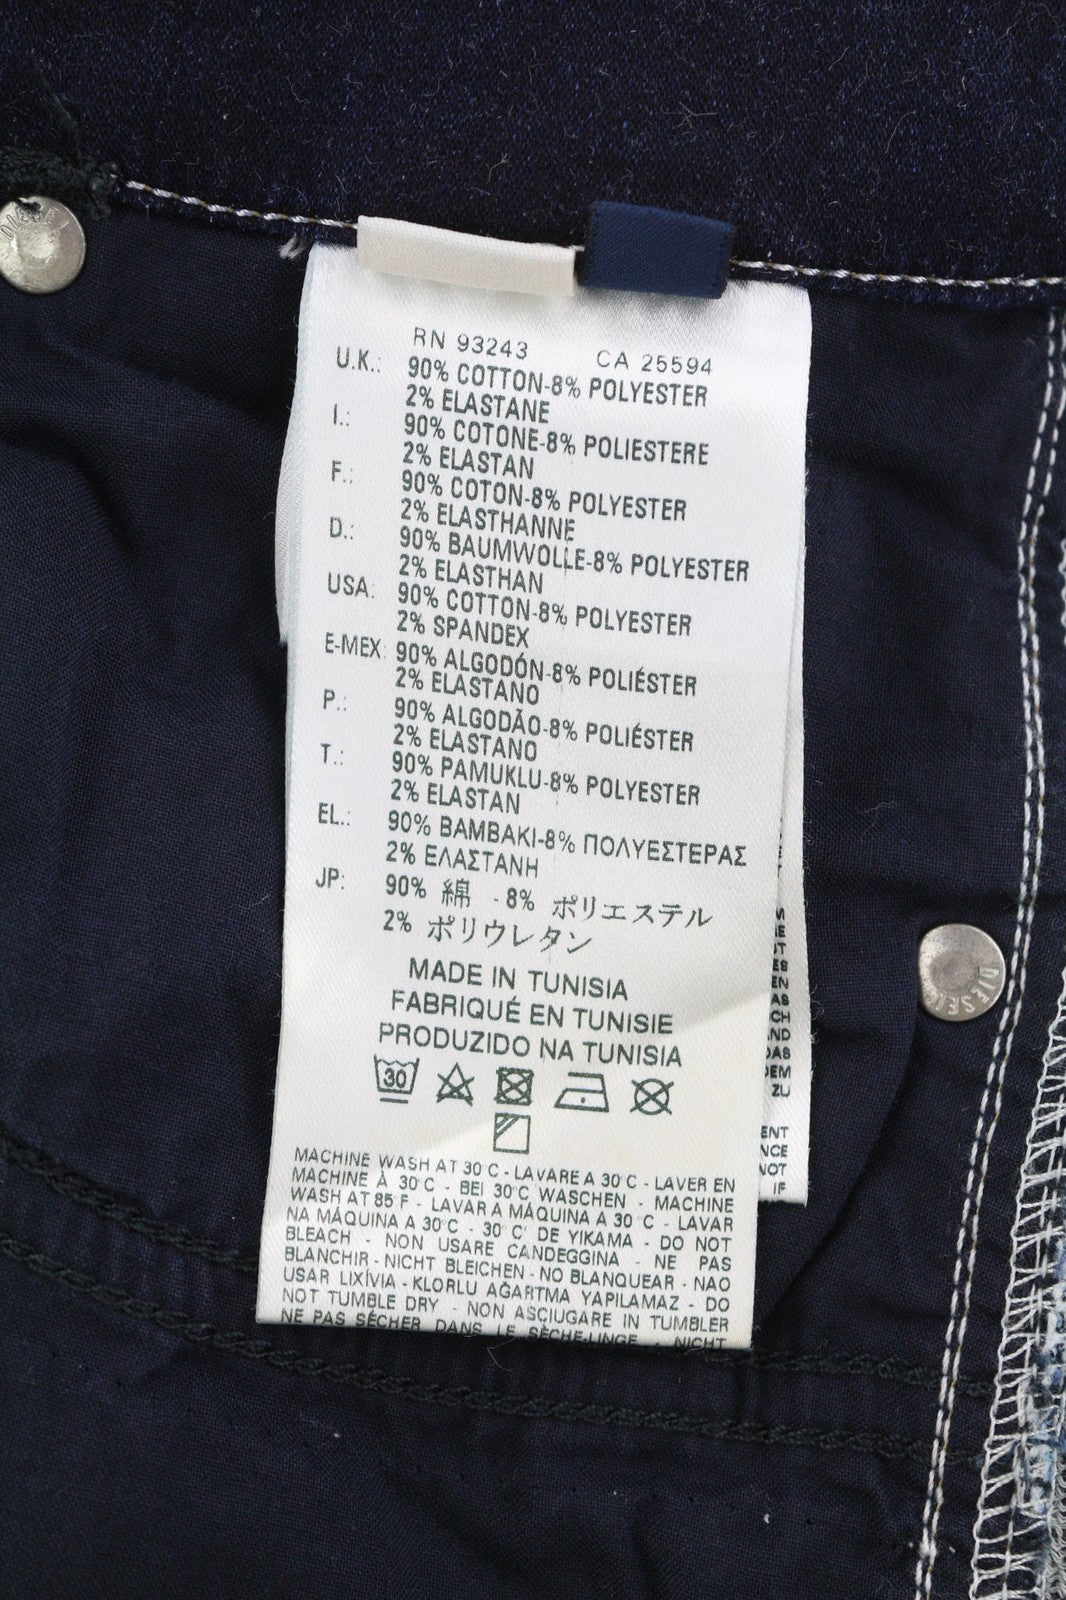 DIESEL
RN 93243 CA 25594
U.K.: 90% COTTON-8% POLYESTER
2% ELASTANE
I.: 90% COTONE-8% POLIESTERE
2% ELASTAN
F.: 90% COTON-8% POLYESTER
2% ELASTHANNE
D.: 90% BAUMWOLLE-8% POLYESTER
2% ELASTHAN
USA: 90% COTTON-8% POLYESTER
2% SPANDEX
E-MEX: 90% ALGODÓN-8% POLIÉSTER
2% ELASTANO
P.: 90% ALGODÃO-8% POLIÉSTER
2% ELASTANO
T.: 90% PAMUKLU-8% POLYESTER
2% ELASTAN
EL.: 90% ΒΑΜΒΑΚΙ-8% ΠΟΛΥΕΣΤΕΡΑΣ
2% ΕΛΑΣΤΑΝΗ
JP: 90% 綿 -8% ポリエステル
2% ポリウレタン
MADE IN TUNISIA
FABRIQUÉ EN TUNISIE
PRODUZIDO NA TUNISIA
30
MACHINE WASH AT 30°C - LAVARE A 30°C - LAVER EN
MACHINE À 30°C - BEI 30°C WASCHEN - MACHINE
WASH AT 85 F - LAVAR A MÁQUINA A 30°C - LAVAR
NA MÁQUINA A 30°C - 30°C' DE YIKAMA - DO NOT
BLEACH - NON USARE CANDEGGINA - NE PAS
BLANCHIR - NICHT BLEICHEN - NO BLANQUEAR - NAO
USAR LIXÍVIA - KLORLU AĞARTMA YAPILAMAZ - DO
NOT TUMBLE DRY - NON ASCIUGARE IN TUMBLER
NE PAS SÉCHER DANS LE SÈCHE-LINGE - NICHT
DIESEL
ZU
NOT
IF